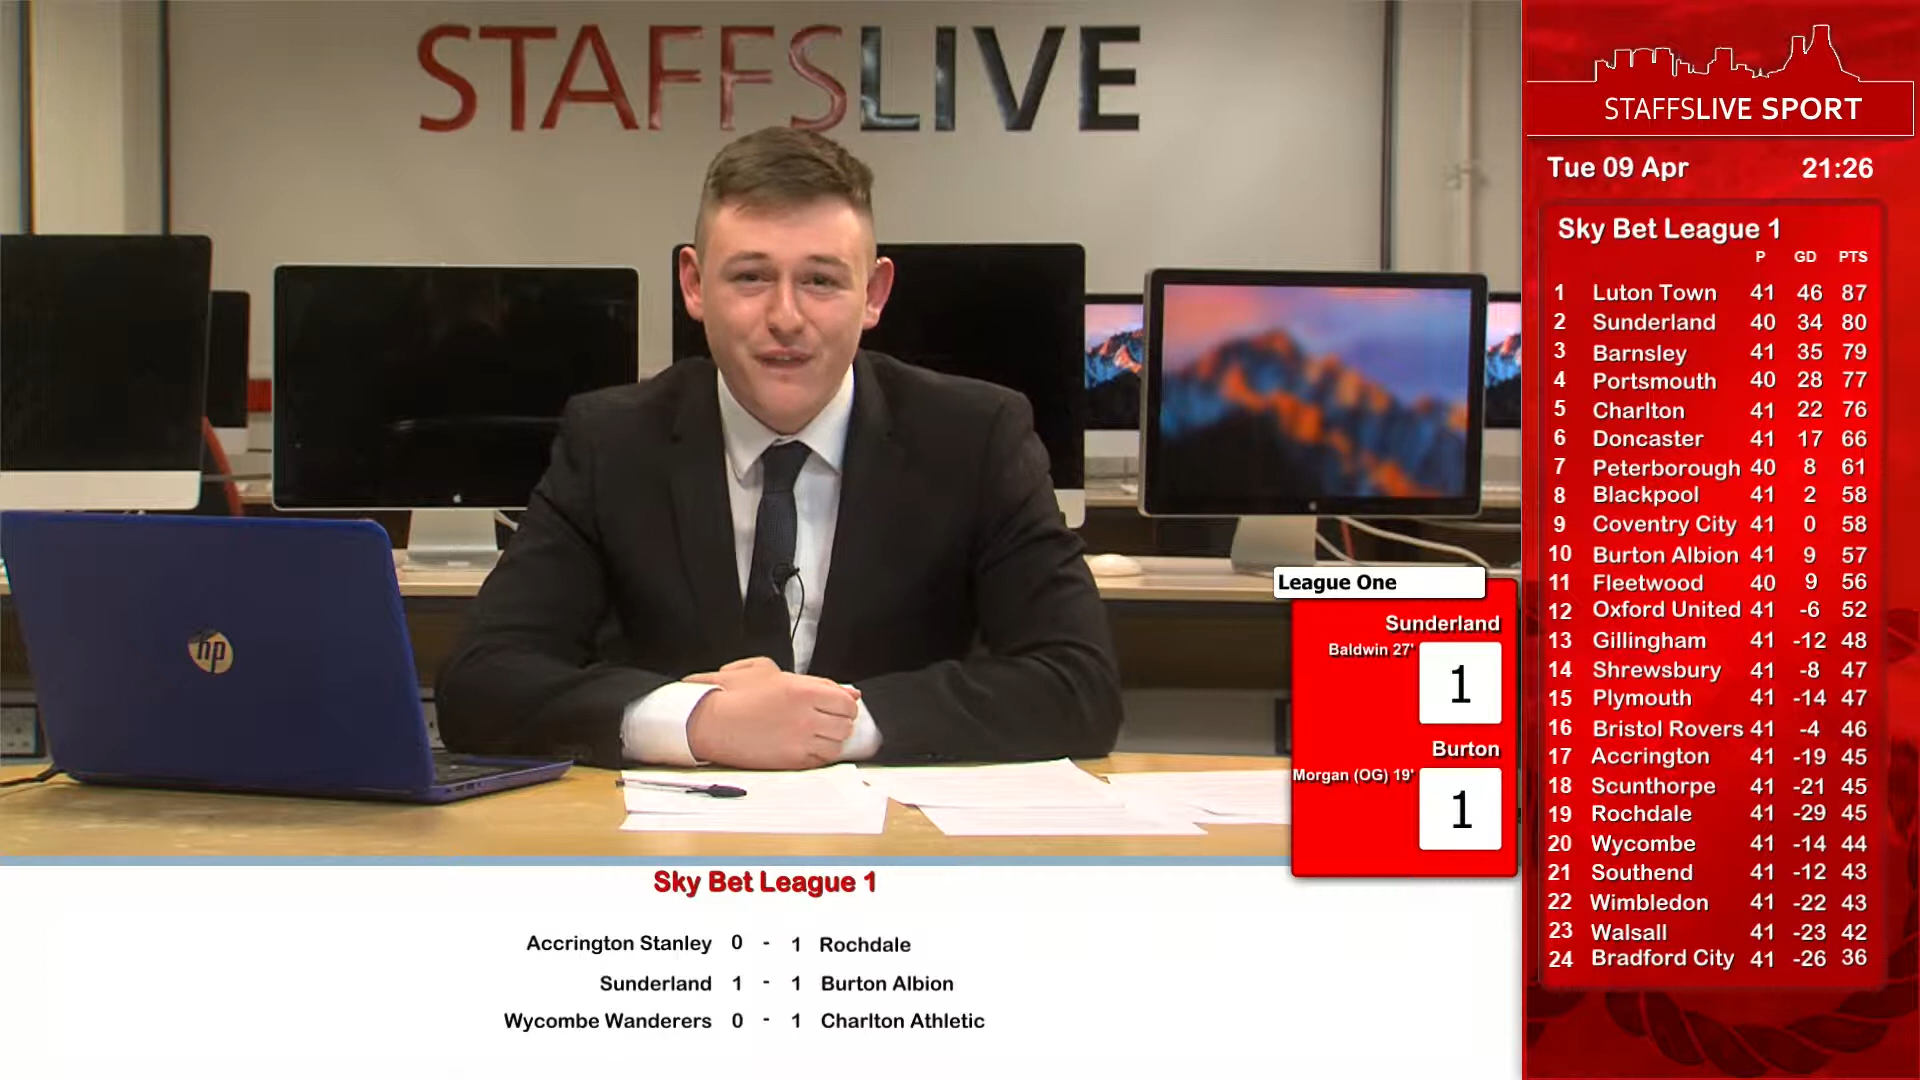 STAFFSLIVE
hp
STAFFSLIVE SPORT
Tue 09 Apr 21:26
Sky Bet League 1
P GD PTS
1 Luton Town 41 46 87
2 Sunderland 40 34 80
3 Barnsley 41 35 79
4 Portsmouth 40 28 77
5 Charlton 41 22 76
6 Doncaster 41 17 66
7 Peterborough 40 8 61
8 Blackpool 41 2 58
9 Coventry City 41 0 58
10 Burton Albion 41 9 57
11 Fleetwood 40 9 56
12 Oxford United 41 -6 52
13 Gillingham 41 -12 48
14 Shrewsbury 41 -8 47
15 Plymouth 41 -14 47
16 Bristol Rovers 41 -4 46
17 Accrington 41 -19 45
18 Scunthorpe 41 -21 45
19 Rochdale 41 -29 45
20 Wycombe 41 -14 44
21 Southend 41 -12 43
22 Wimbledon 41 -22 43
23 Walsall 41 -23 42
24 Bradford City 41 -26 36
League One
Sunderland
Baldwin 27'
1
Burton
Morgan (OG) 19'
1
Sky Bet League 1
Accrington Stanley 0 - 1 Rochdale
Sunderland 1 - 1 Burton Albion
Wycombe Wanderers 0 - 1 Charlton Athletic